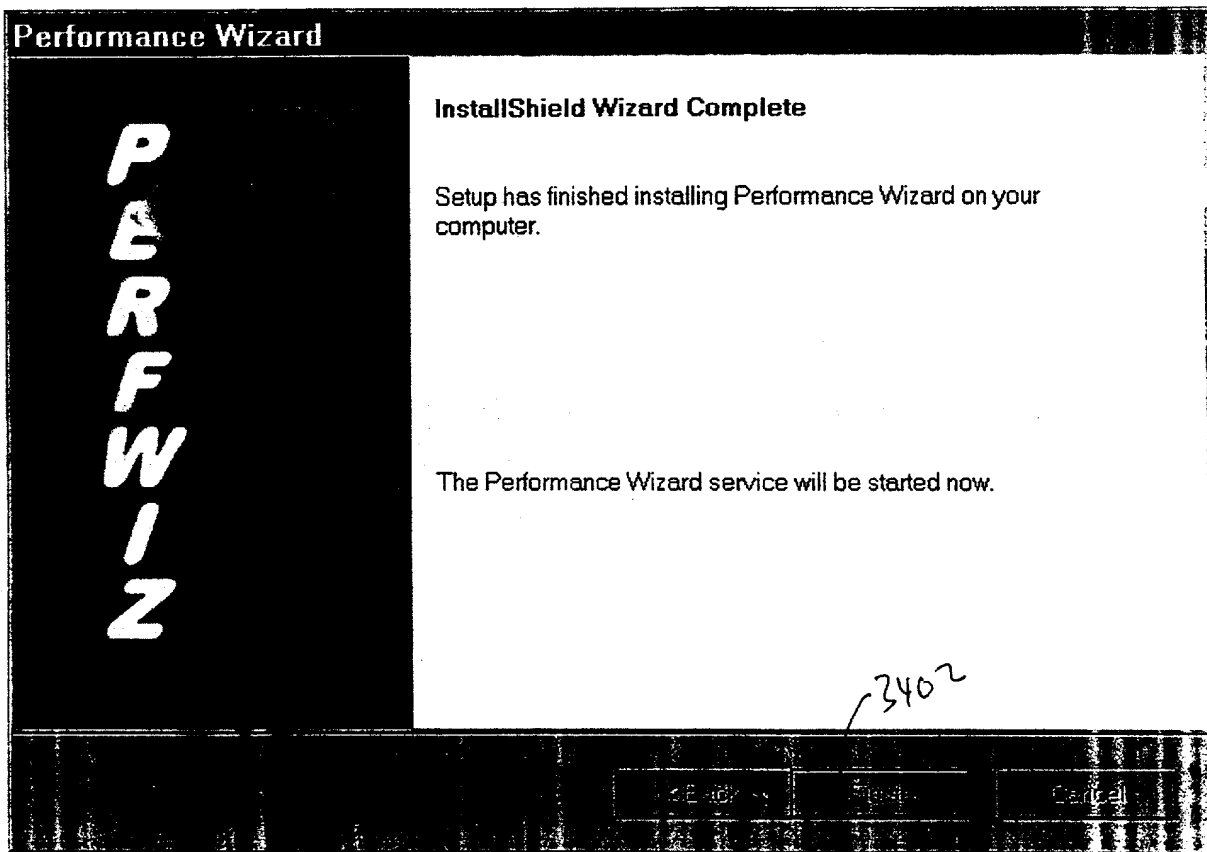 Performance Wizard
PERFWIZ
InstallShield Wizard Complete
Setup has finished installing Performance Wizard on your
computer.
The Performance Wizard service will be started now.
3402
Cancel